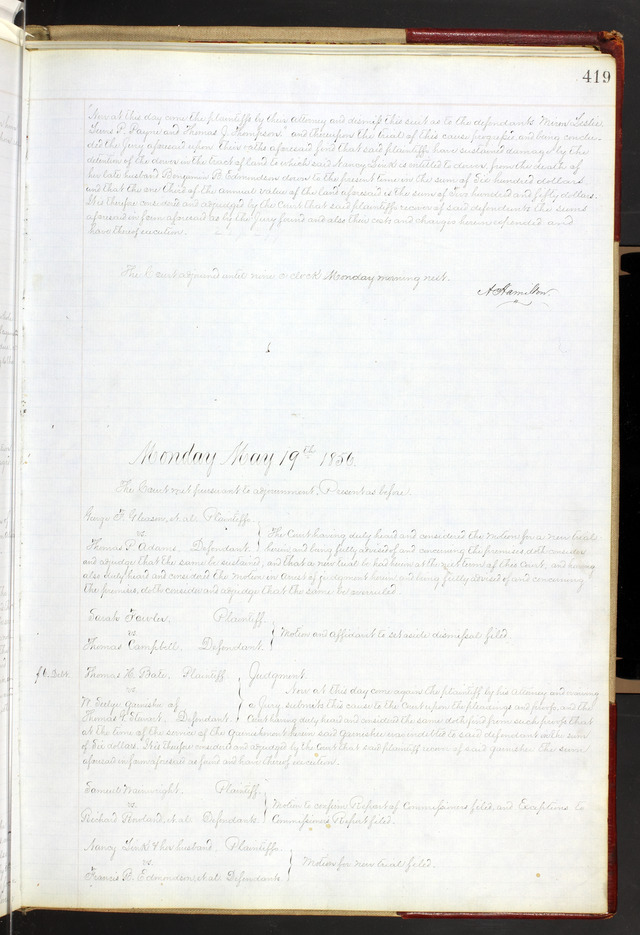 419
Now at this day come the plaintiffs by their Attorney and dismiss this suit as to the defendants
P. Payne and Thomas J. Thompson. and thereupon the trial of this cause progressed and being conclu-
ded the Jury aforesaid upon their oaths aforesaid find that said plaintiffs have sustained damage by the
detention of the dower in the tract of land to which said Nancy Link is entitled to dower, from the death of
her late husband Benjamin B. Edmondson down to the present time in the sum of Six hundred dollars.
and that the one third of the annual value of the land aforesaid is the sum of hundred and fifty dollars.
It is therefore considered and adjudged by the Court that said plaintiffs recover of said defendants the sums
aforesaid in form aforesaid as by the Jury found and also their costs and charges herein expended and
have thereof execution.
The Court adjourned until nine o clock Monday morning next.
A Hamilton.
Monday May 19th 1856.
The Court met pursuant to adjournment. Present as before.
George F. Gleason, et als Plaintiffs
vs.
Thomas P. Adams. Defendant.
The Court having duly heard and considered the Motion for a new trial
herein and being fully advised of and concerning the premises, doth consider
and adjudge that the same be sustained, and that a new trial be had herein at the next term of this Court, and having
also duly heard and considered the Motion in Arrest of judgment herein and being fully advised of and concerning
the premises, doth consider and adjudge that the same be overruled.
Sarah Fowler. Plaintiff.
vs.
Thomas Campbell. Defendant.
Motion and Affidavit to set aside dismissal filed.
Debt.
Thomas H. Bate. Plaintiff.
vs.
W. Garnishee of
Thomas Defendant.
Judgment.
Now at this day come again the plaintiff by his Attorney and waiving
a Jury submits this cause to the Court upon the pleadings and proofs, and the
Court having duly heard and considered the same doth find from such proofs that
at the time of the service of the Garnishment herein said Garnishee was indebted to said defendant in the sum
of Six dollars. It is therefore considered and adjudged by the Court that said plaintiff recover of said garnishee the sum
aforesaid in form aforesaid as found and have thereof execution.
Samuel Wainwright. Plaintiff.
vs.
Richard Rowland, et als Defendants.
Motion to confirm Report of Commissioners filed, and Exceptions to
Commissioners Report filed.
Nancy Link & her husband. Plaintiffs.
vs.
Francis B. Edmondson et als Defendants.
Motion for new trial filed.